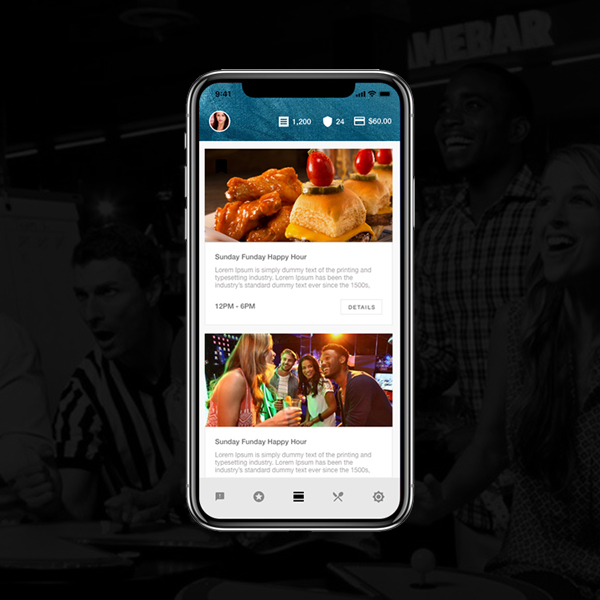 AMEBAR
9:41
1,200 24 $60.00
Sunday Funday Happy Hour
Lorem Ipsum is simply dummy text of the printing and
typesetting industry. Lorem Ipsum has been the
industry's standard dummy text ever since the 1500s,
12PM - 6PM DETAILS
Sunday Funday Happy Hour
Lorem Ipsum is simply dummy text of the printing and
typesetting industry. Lorem Ipsum has been the
industry's standard dummy text ever since the 1500s,